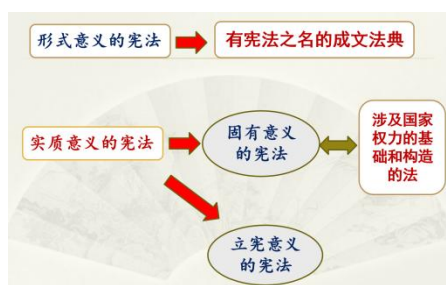 形式意义的宪法
有宪法之名的成文法典
实质意义的宪法
固有意义
的宪法
涉及国家
权力的基
础和构造
的法
立宪意义
的宪法